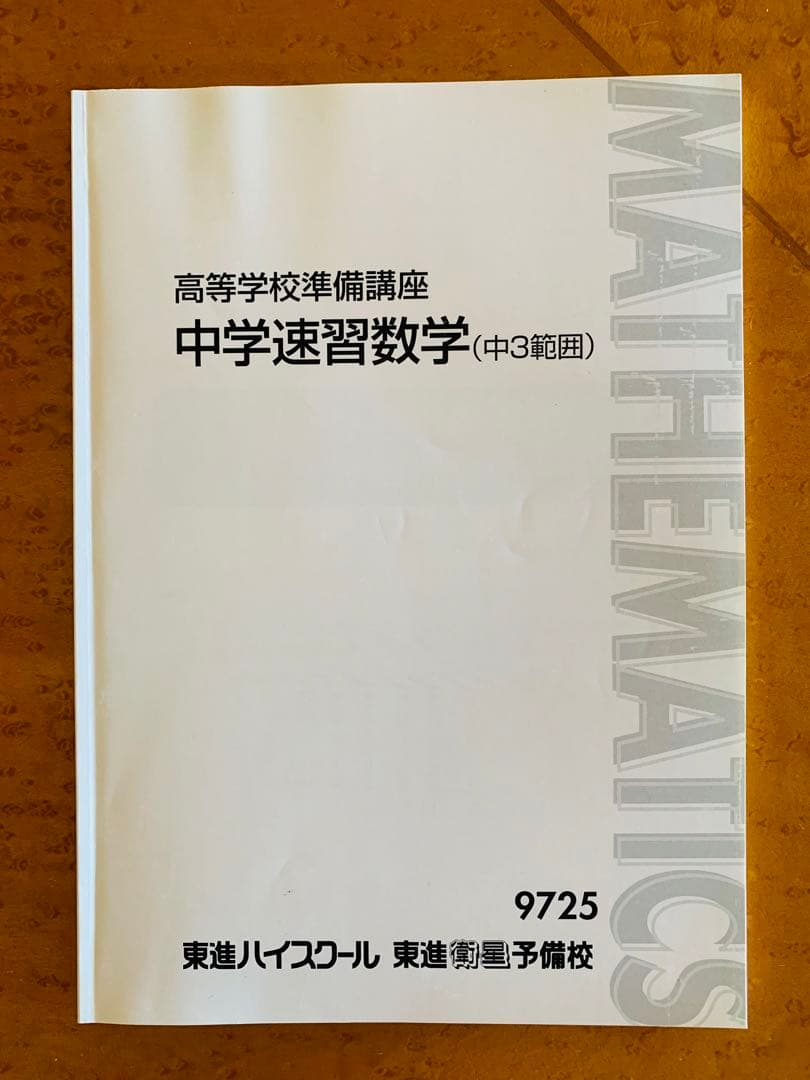 高等学校準備講座
中学速習数学(中3範囲)
MATHEMATICS
9725
東進ハイスクール 東進衛星予備校